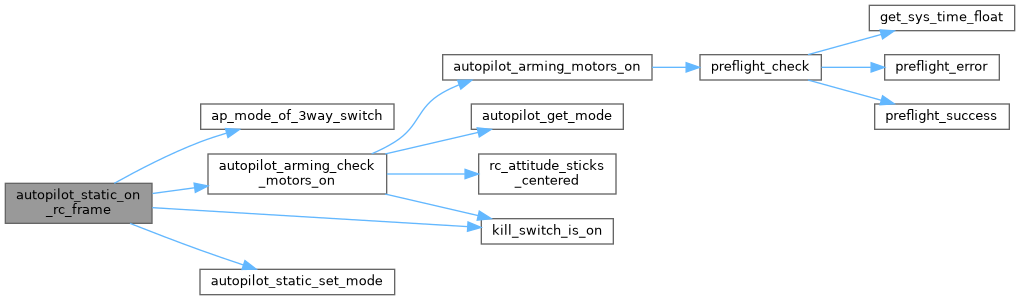 autopilot_static_on
_rc_frame
ap_mode_of_3way_switch
autopilot_arming_check
_motors_on
autopilot_static_set_mode
autopilot_arming_motors_on
autopilot_get_mode
rc_attitude_sticks
_centered
kill_switch_is_on
preflight_check
get_sys_time_float
preflight_error
preflight_success